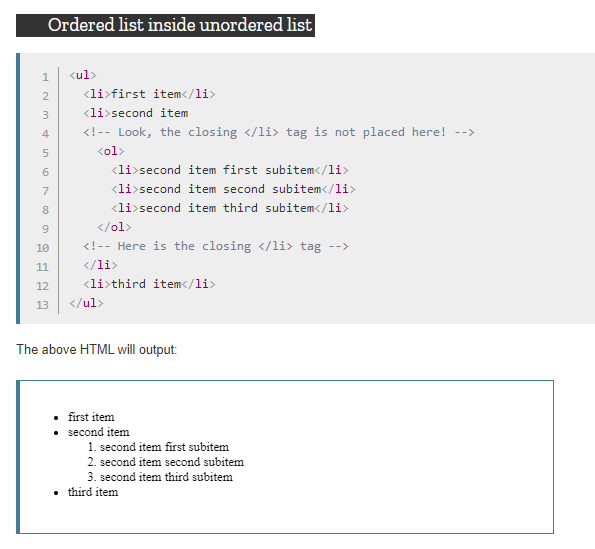 Ordered list inside unordered list
1 <ul>
2 <li>first item</li>
3 <li>second item
4 <!-- Look, the closing </li> tag is not placed here! -->
5 <ol>
6 <li>second item first subitem</li>
7 <li>second item second subitem</li>
8 <li>second item third subitem</li>
9 </ol>
10 <!-- Here is the closing </li> tag -->
11 </li>
12 <li>third item</li>
13 </ul>
The above HTML will output:
• first item
• second item
1. second item first subitem
2. second item second subitem
3. second item third subitem
• third item